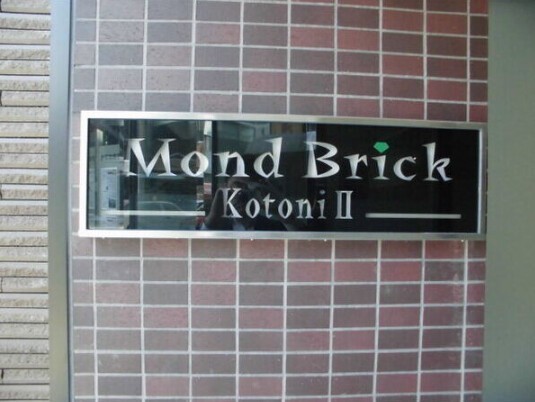 Mond Brick
Kotoni Ⅱ